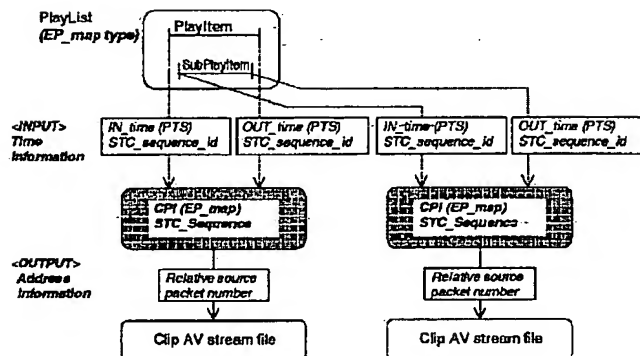 PlayList
(EP_map type)
PlayItem
SubPlayItem
<INPUT>
Time
Information
IN_time (PTS)
STC_sequence_id
OUT_time (PTS)
STC_sequence_id
IN-time-(PTS)
STC_sequence_id
OUT_time (PTS)
STC_sequence_id
CPI (EP_map)
STC_Sequence
CPI (EP_map)
STC_Sequence
<OUTPUT>
Address
Information
Relative source
packet number
Relative source
packet number
Clip AV stream file
Clip AV stream file